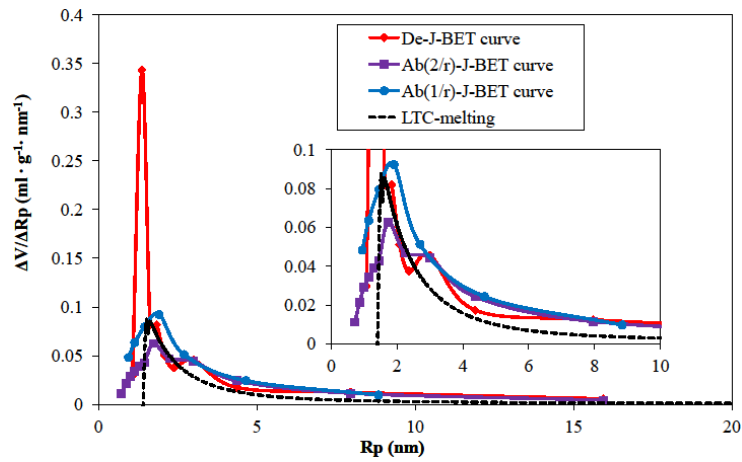 0.4
De-J-BET curve
Ab(2/r)-J-BET curve
Ab(1/r)-J-BET curve
LTC-melting
0.35
0.3
0.25
0.2
0.15
0.1
0.05
0
ΔV/ΔRp (ml · g⁻¹· nm⁻¹)
0.1
0.08
0.06
0.04
0.02
0
0 2 4 6 8 10
0 5 10 15 20
Rp (nm)